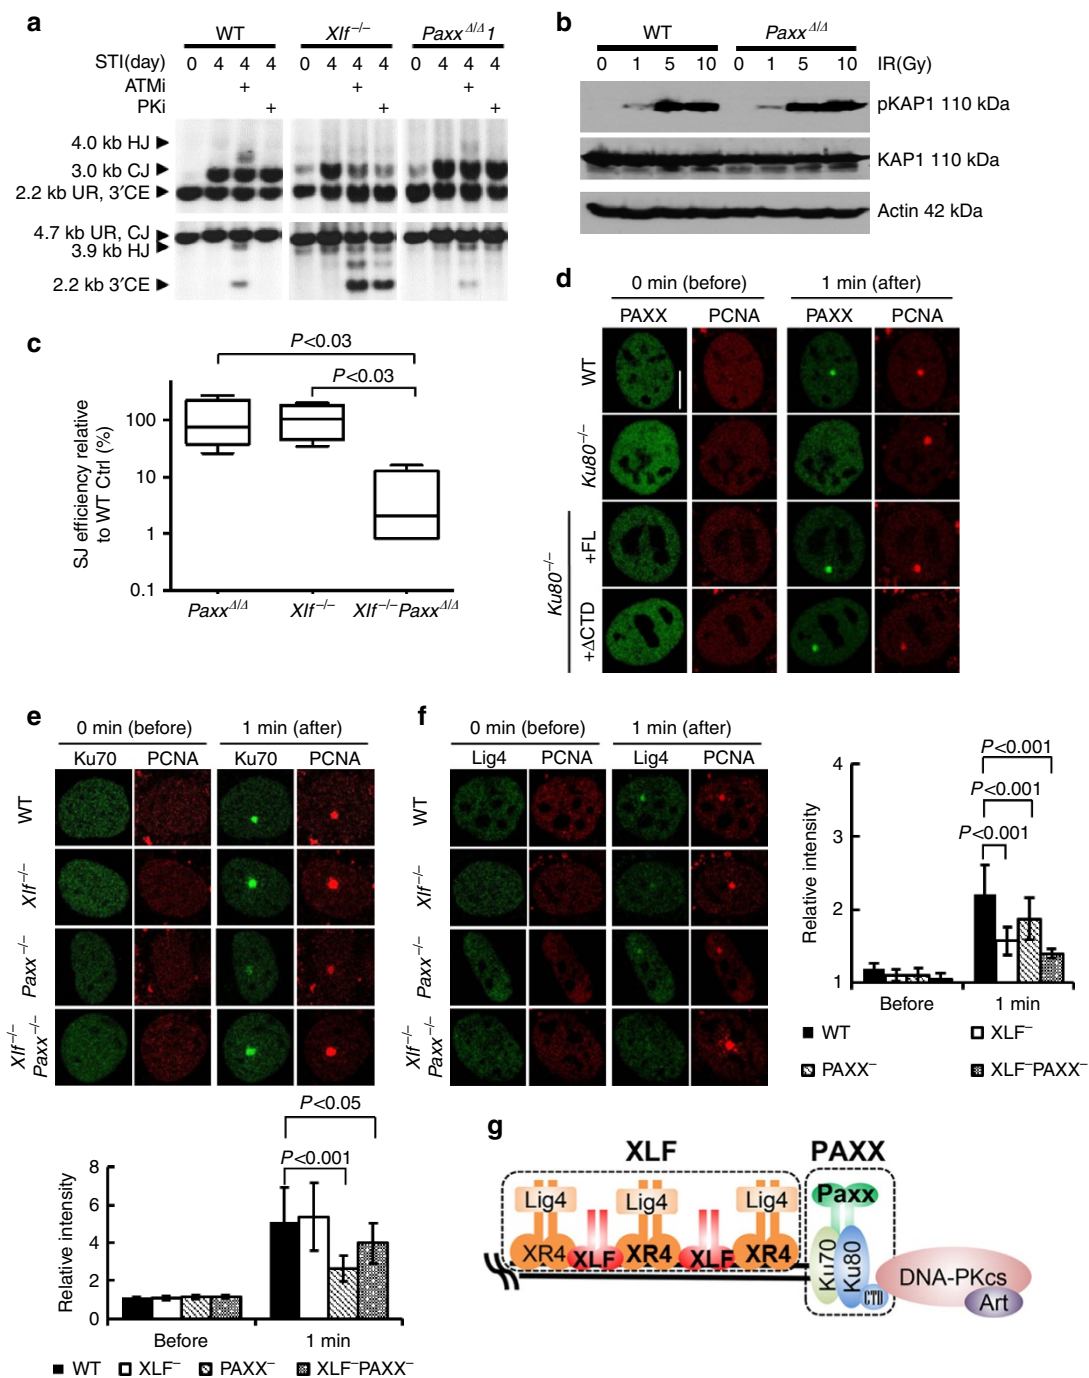 a
WT Xlf−/− PaxxΔ/Δ1
STI(day) 0 4 4 4 0 4 4 4 0 4 4 4
ATMi + + +
PKi + + +
4.0 kb HJ
3.0 kb CJ
2.2 kb UR, 3′CE
4.7 kb UR, CJ
3.9 kb HJ
2.2 kb 3′CE
b
WT PaxxΔ/Δ
0 1 5 10 0 1 5 10 IR(Gy)
pKAP1 110 kDa
KAP1 110 kDa
Actin 42 kDa
c
P<0.03
P<0.03
SJ efficiency relative
to WT Ctrl (%)
100
10
1
0.1
PaxxΔ/Δ Xlf−/− Xlf−/−PaxxΔ/Δ
d
0 min (before) 1 min (after)
PAXX PCNA PAXX PCNA
WT
Ku80−/−
Ku80−/−
+FL
+ΔCTD
e
0 min (before) 1 min (after)
Ku70 PCNA Ku70 PCNA
WT
Xlf−/−
Paxx−/−
Xlf−/−
Paxx−/−
P<0.05
P<0.001
Relative intensity
8
6
4
2
0
Before 1 min
WT XLF− PAXX− XLF−PAXX−
f
0 min (before) 1 min (after)
Lig4 PCNA Lig4 PCNA
WT
Xlf−/−
Paxx−/−
Xlf−/−
Paxx−/−
P<0.001
P<0.001
P<0.001
Relative intensity
4
3
2
1
Before 1 min
WT XLF−
PAXX− XLF−PAXX−
g
XLF PAXX
Lig4 Lig4 Lig4 Paxx
XR4 XLF XR4 XLF XR4
Ku70 Ku80
CTD
DNA-PKcs
Art